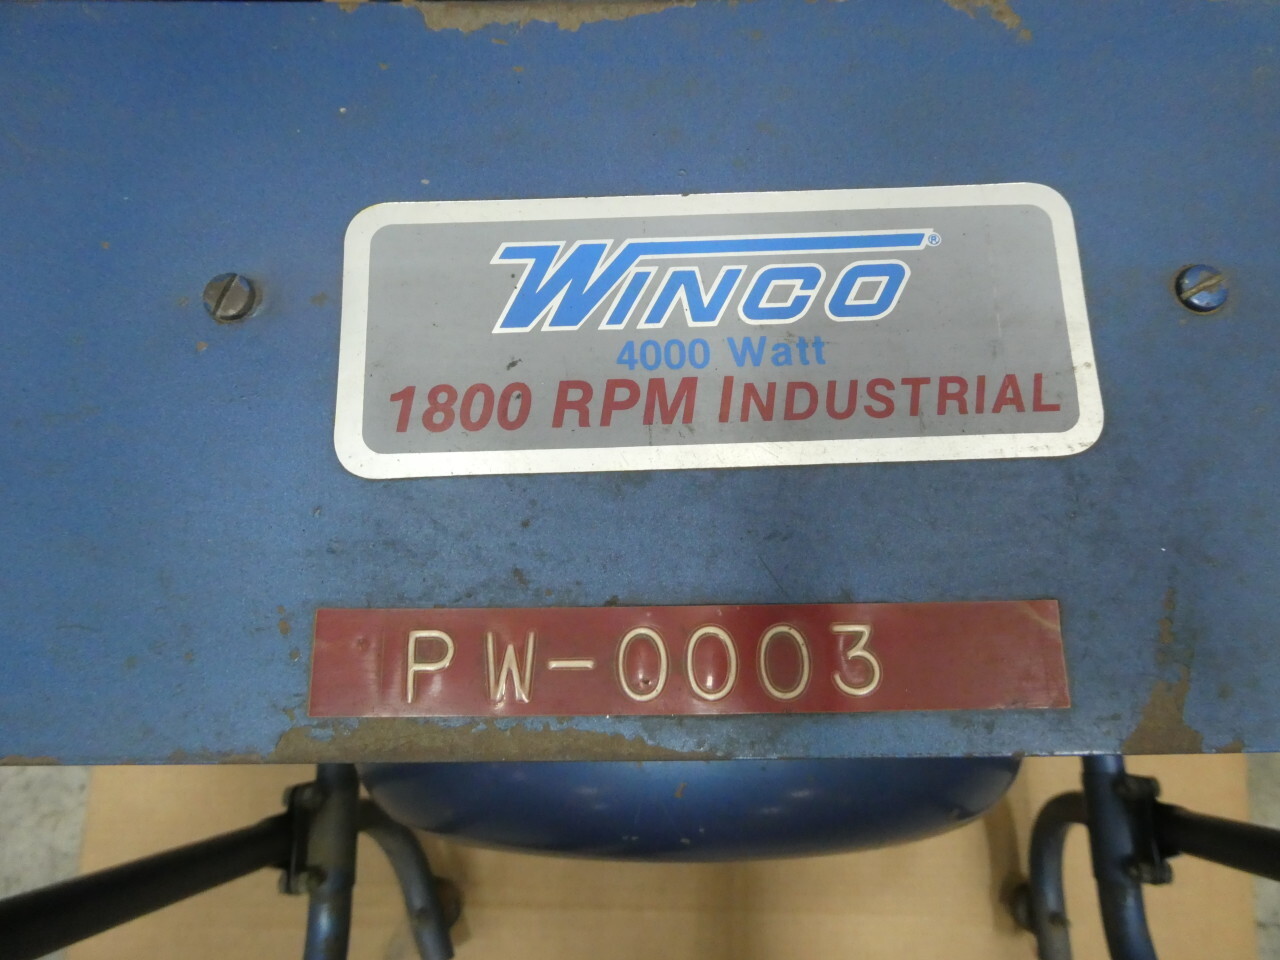 WINCO®
4000 Watt
1800 RPM INDUSTRIAL
PW-0003